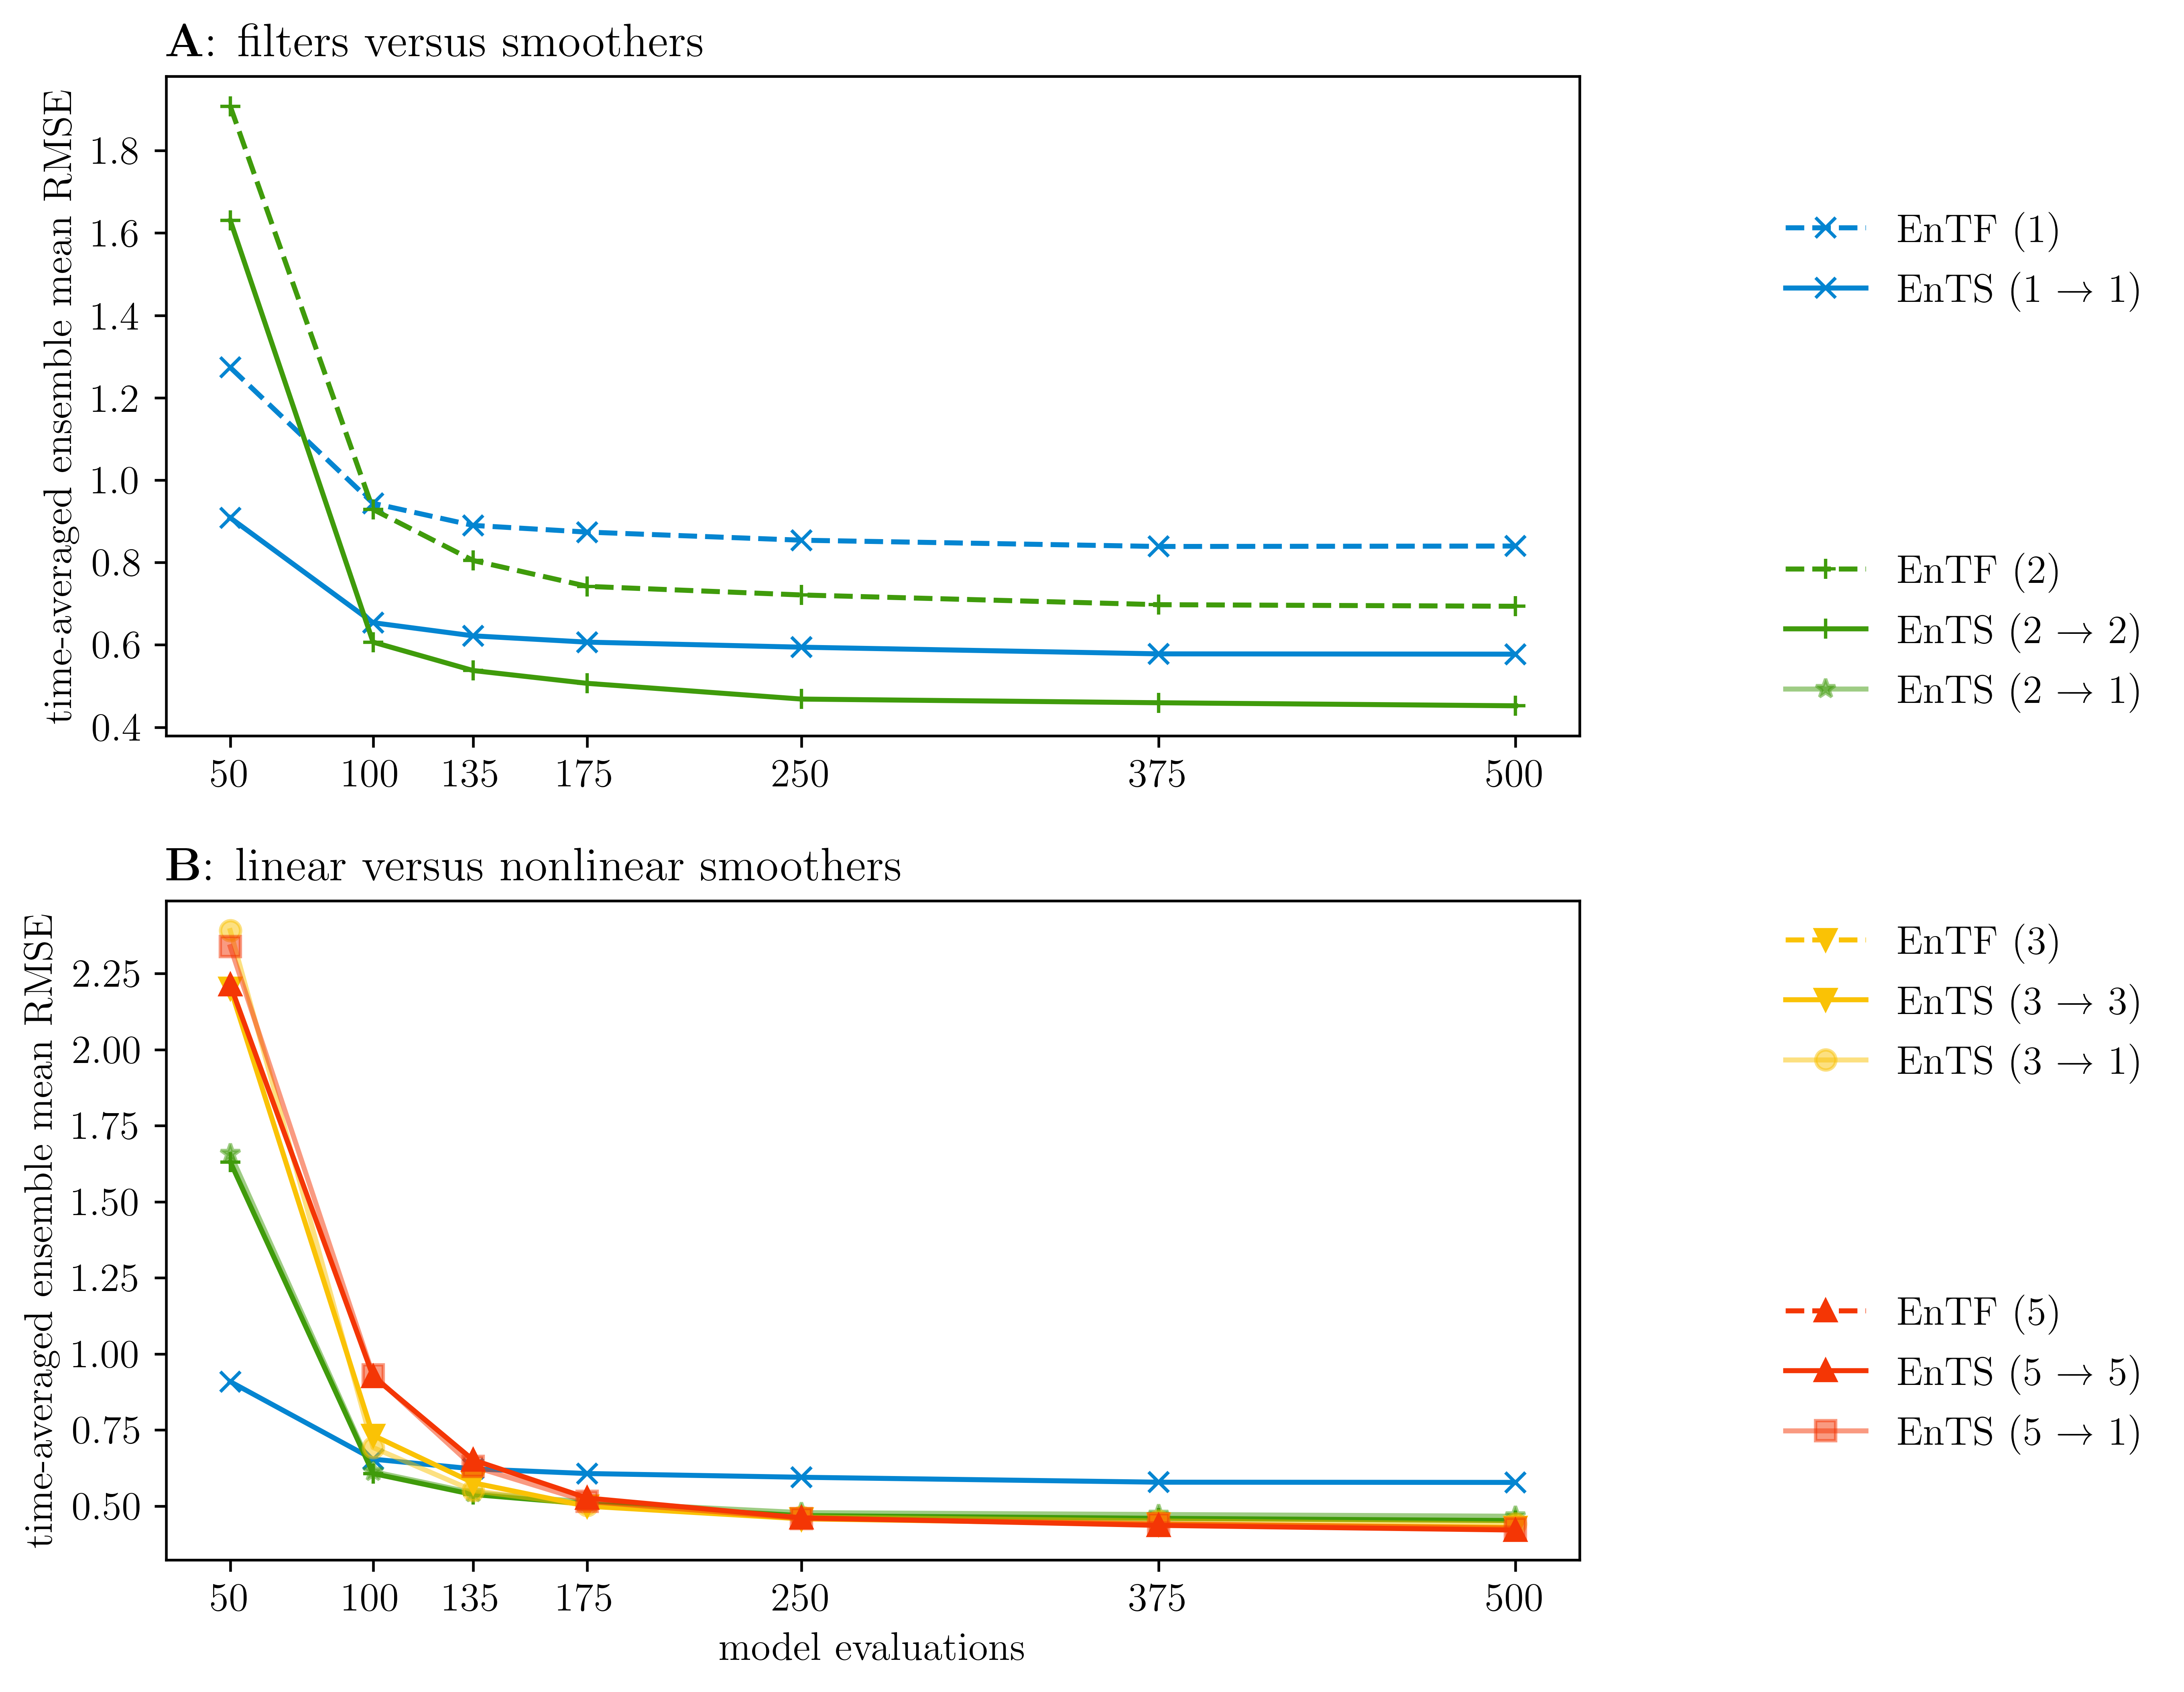 A: filters versus smoothers
time-averaged ensemble mean RMSE
1.8
1.6
1.4
1.2
1.0
0.8
0.6
0.4
50 100 135 175 250 375 500
EnTF (1)
EnTS (1 → 1)
EnTF (2)
EnTS (2 → 2)
EnTS (2 → 1)
B: linear versus nonlinear smoothers
time-averaged ensemble mean RMSE
2.25
2.00
1.75
1.50
1.25
1.00
0.75
0.50
50 100 135 175 250 375 500
model evaluations
EnTF (3)
EnTS (3 → 3)
EnTS (3 → 1)
EnTF (5)
EnTS (5 → 5)
EnTS (5 → 1)